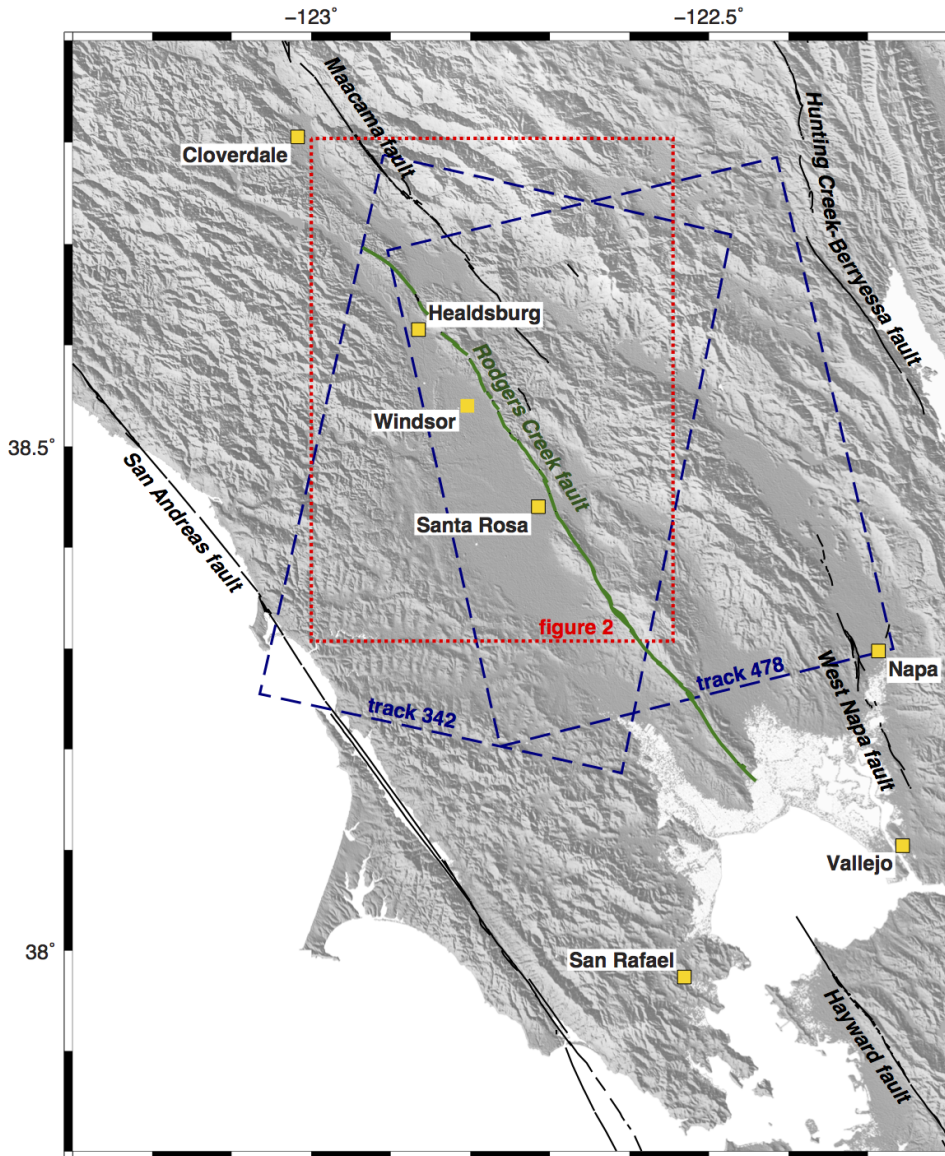 −123˚
−122.5˚
Maacama fault
Hunting Creek-Berryessa fault
Cloverdale
Healdsburg
Rodgers Creek fault
Windsor
38.5˚
San Andreas fault
Santa Rosa
figure 2
track 478
Napa
track 342
West Napa fault
Vallejo
38˚
San Rafael
Hayward fault